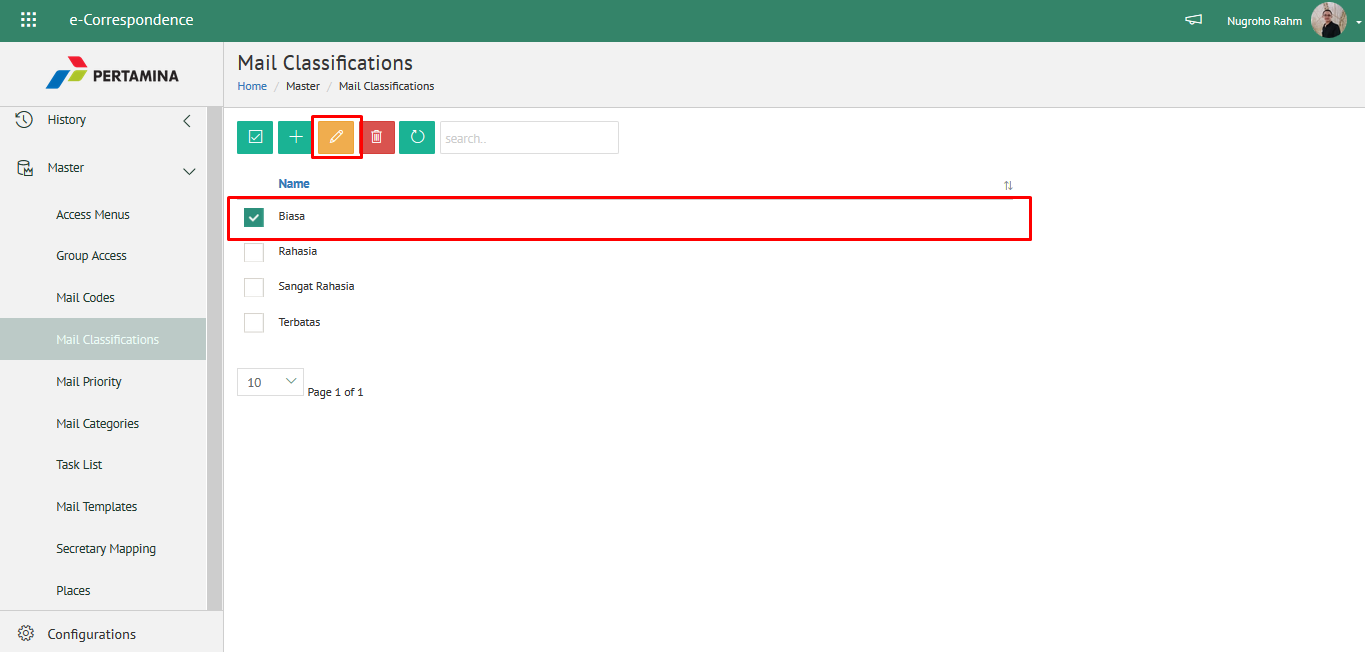 e-Correspondence
Nugroho Rahm
PERTAMINA
Mail Classifications
Home / Master / Mail Classifications
History
Master
Access Menus
Group Access
Mail Codes
Mail Classifications
Mail Priority
Mail Categories
Task List
Mail Templates
Secretary Mapping
Places
Configurations
search..
Name
Biasa
Rahasia
Sangat Rahasia
Terbatas
10
Page 1 of 1